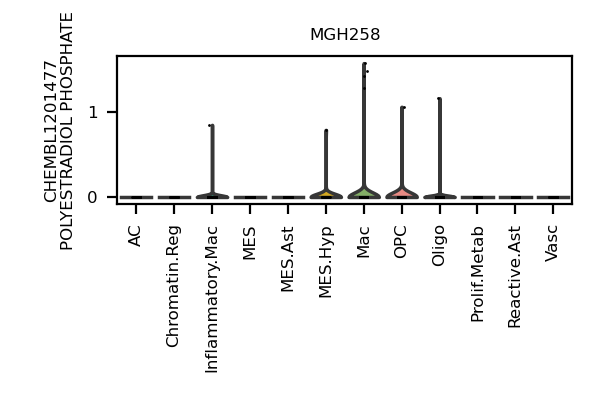 MGH258
CHEMBL1201477
POLYESTRADIOL PHOSPHATE
1
0
AC
Chromatin.Reg
Inflammatory.Mac
MES
MES.Ast
MES.Hyp
Mac
OPC
Oligo
Prolif.Metab
Reactive.Ast
Vasc